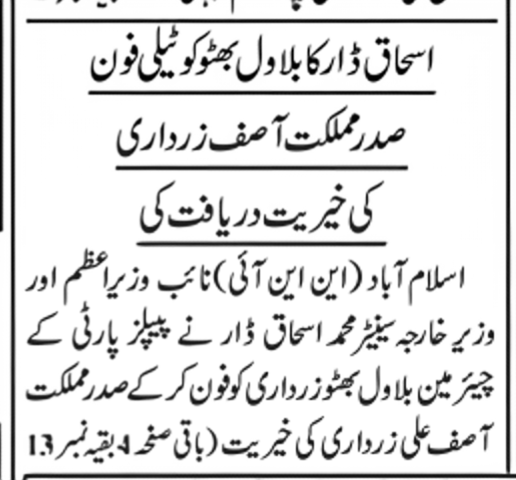 اسحاق ڈار کا بلاول بھٹو کو ٹیلی فون
صدر مملکت آصف زرداری
کی خیریت دریافت کی
اسلام آباد (این این آئی) نائب وزیراعظم اور
وزیر خارجہ سینیٹر محمد اسحاق ڈار نے پیپلز پارٹی کے
چیئرمین بلاول بھٹو زرداری کو فون کر کے صدر مملکت
آصف علی زرداری کی خیریت (باقی صفحہ 4 بقیہ نمبر 13